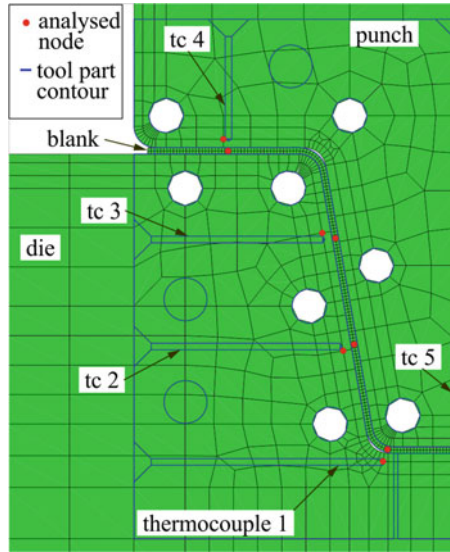 analysed
node
tool part
contour
tc 4
punch
blank
tc 3
die
tc 2
tc 5
thermocouple 1